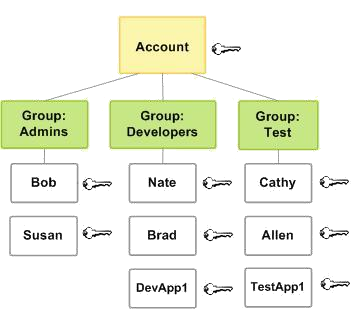 Account
Group:
Admins
Group:
Developers
Group:
Test
Bob
Nate
Cathy
Susan
Brad
Allen
DevApp1
TestApp1